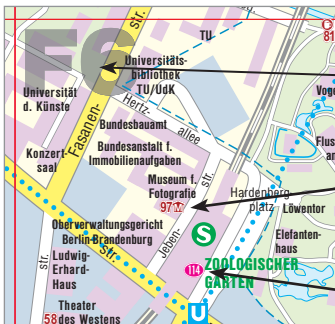 FG
str.
TU
81
Universitäts-
bibliothek
TU/UdK
Universität
d. Künste
Voge
Hertz-
allee
Fasanen-
Bundesbauamt
Konzert-
saal
Bundesanstalt f.
Immobilienaufgaben
Flus
an
Museum f.
Fotografie
97
str.
Hardenberg-
platz
Löwentor
Oberverwaltungsgericht
Berlin-Brandenburg
S
Elefanten-
haus
Jebens-
Ludwig-
Erhard-
Haus
str.
114
ZOOLOGISCHER
GARTEN
str.
Theater
58 des Westens
U